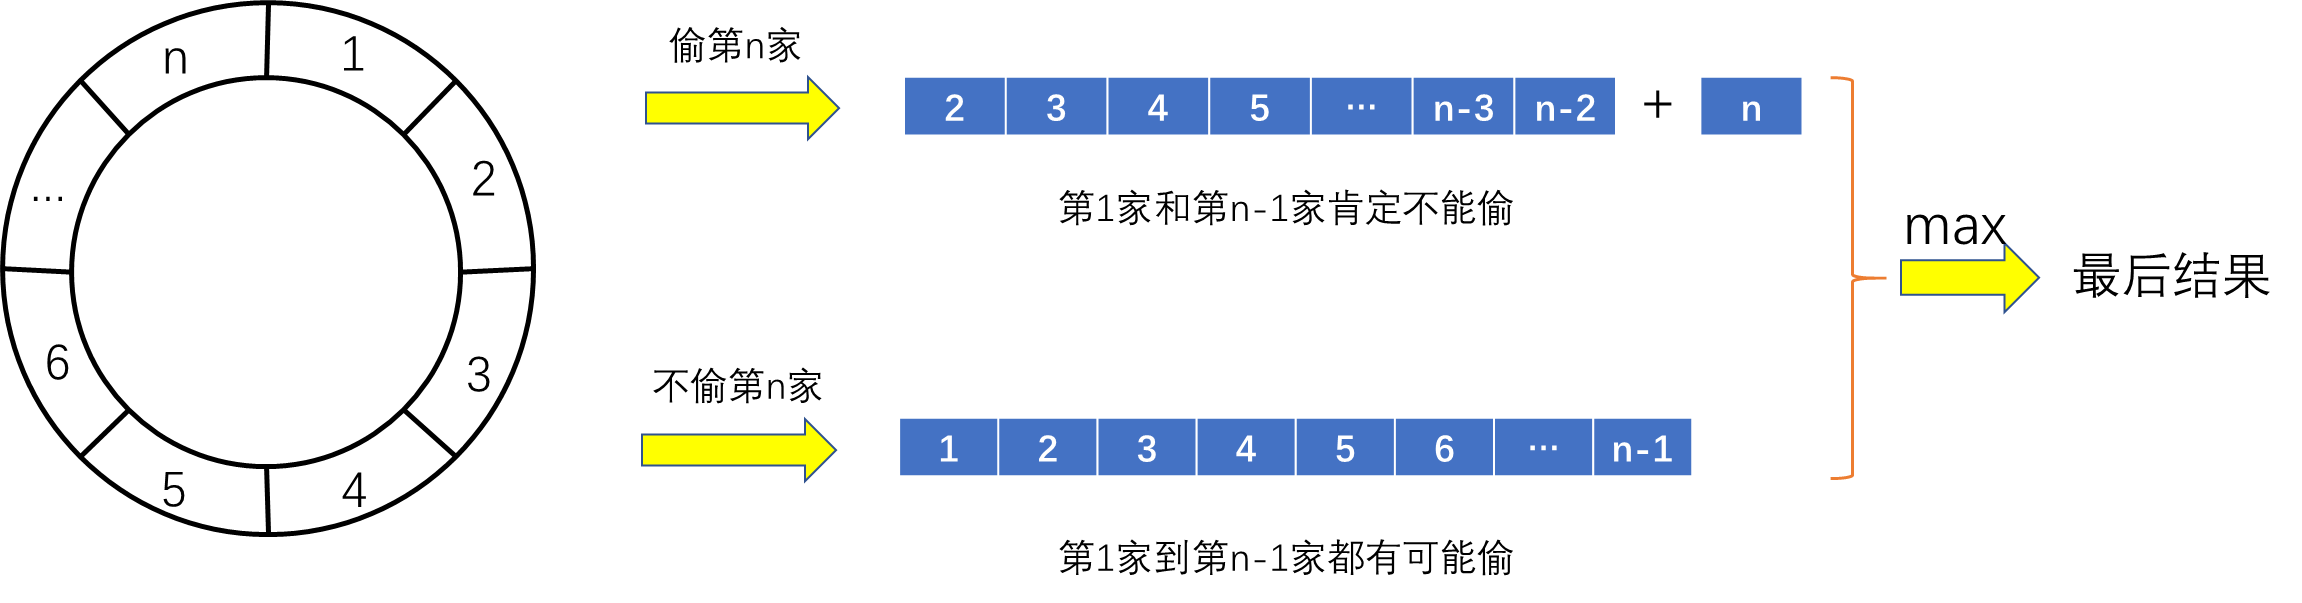 n
1
2
3
4
5
6
...
偷第n家
2 3 4 5 ... n-3 n-2 + n
第1家和第n-1家肯定不能偷
不偷第n家
1 2 3 4 5 6 ... n-1
第1家到第n-1家都有可能偷
max
最后结果